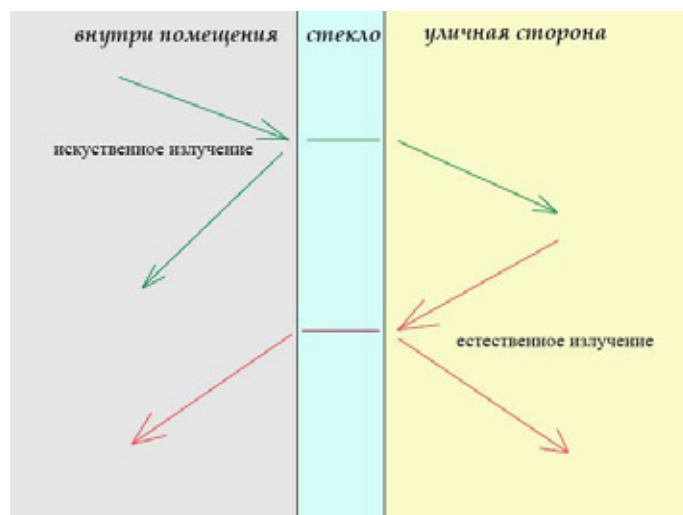 внутри помещения
стекло
уличная сторона
искуственное излучение
естественное излучение